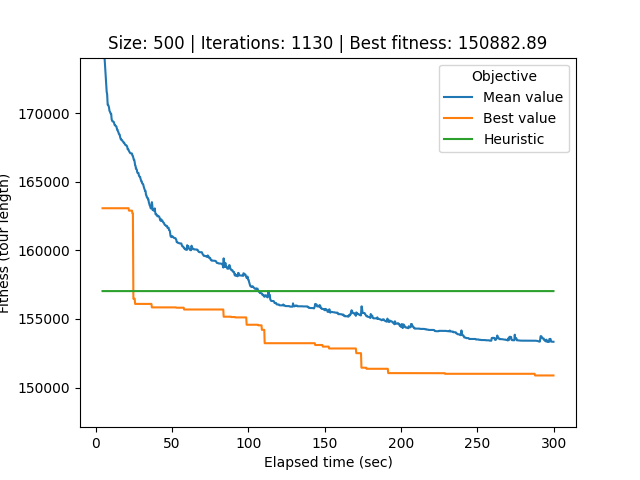 Size: 500 | Iterations: 1130 | Best fitness: 150882.89
Objective
Mean value
Best value
Heuristic
170000
165000
160000
155000
150000
Fitness (tour length)
0 50 100 150 200 250 300
Elapsed time (sec)